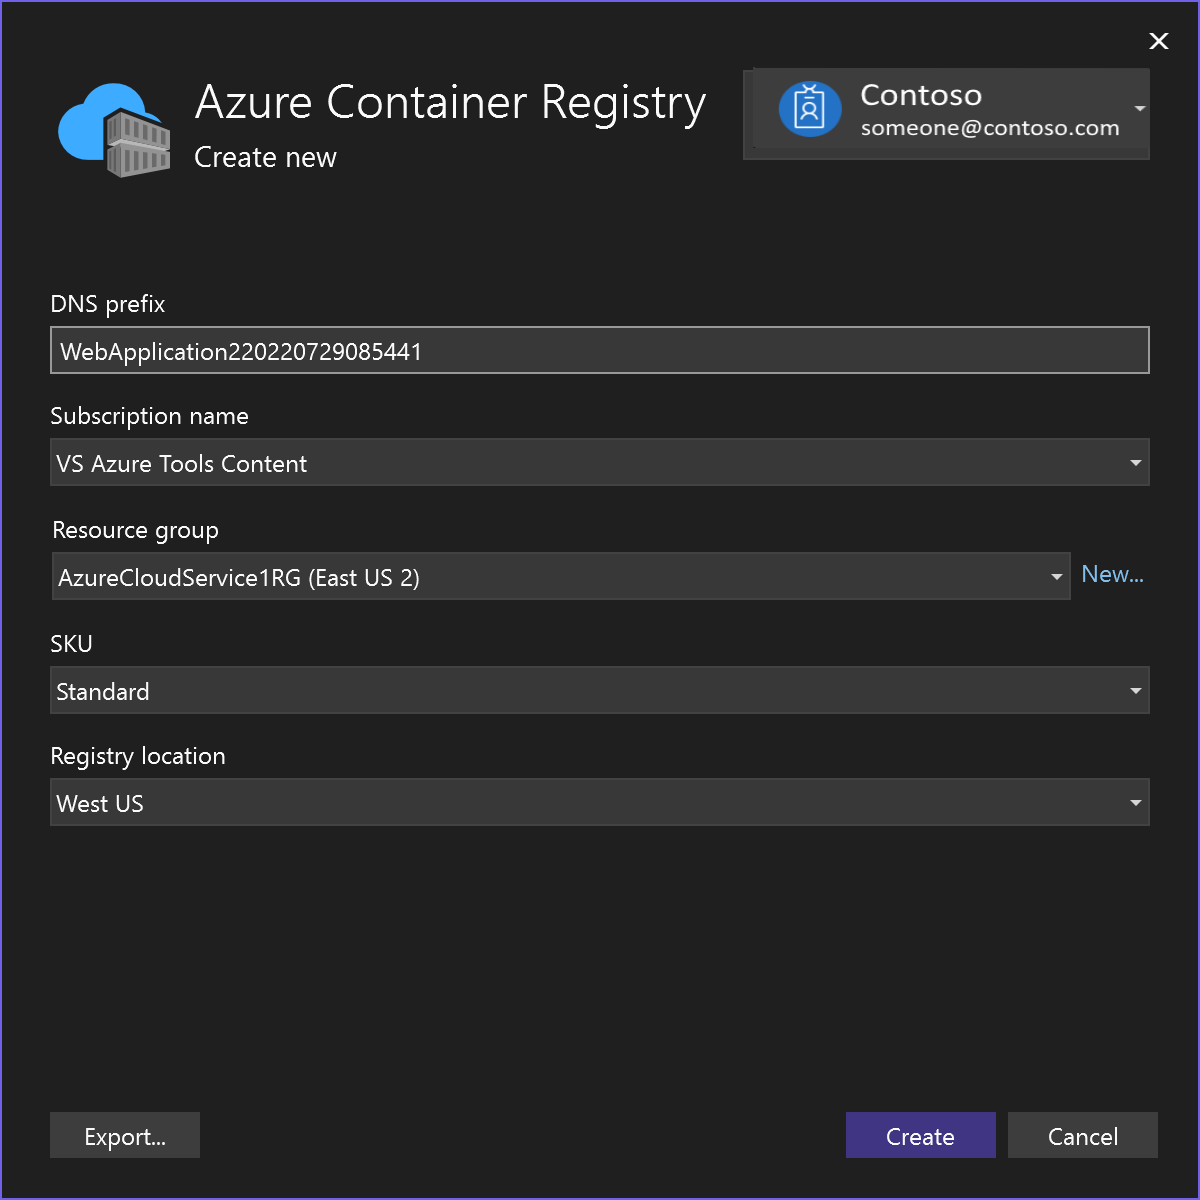 Azure Container Registry
Create new
Contoso
someone@contoso.com
DNS prefix
WebApplication220220729085441
Subscription name
VS Azure Tools Content
Resource group
AzureCloudService1RG (East US 2)
New...
SKU
Standard
Registry location
West US
Export...
Create
Cancel